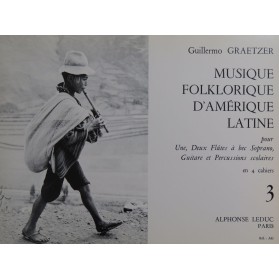 Guillermo GRAETZER
MUSIQUE
FOLKLORIQUE
D'AMÉRIQUE
LATINE
pour
Une, Deux Flûtes à bec Soprano,
Guitare et Percussions scolaires
en 4 cahiers
3
ALPHONSE LEDUC
PARIS